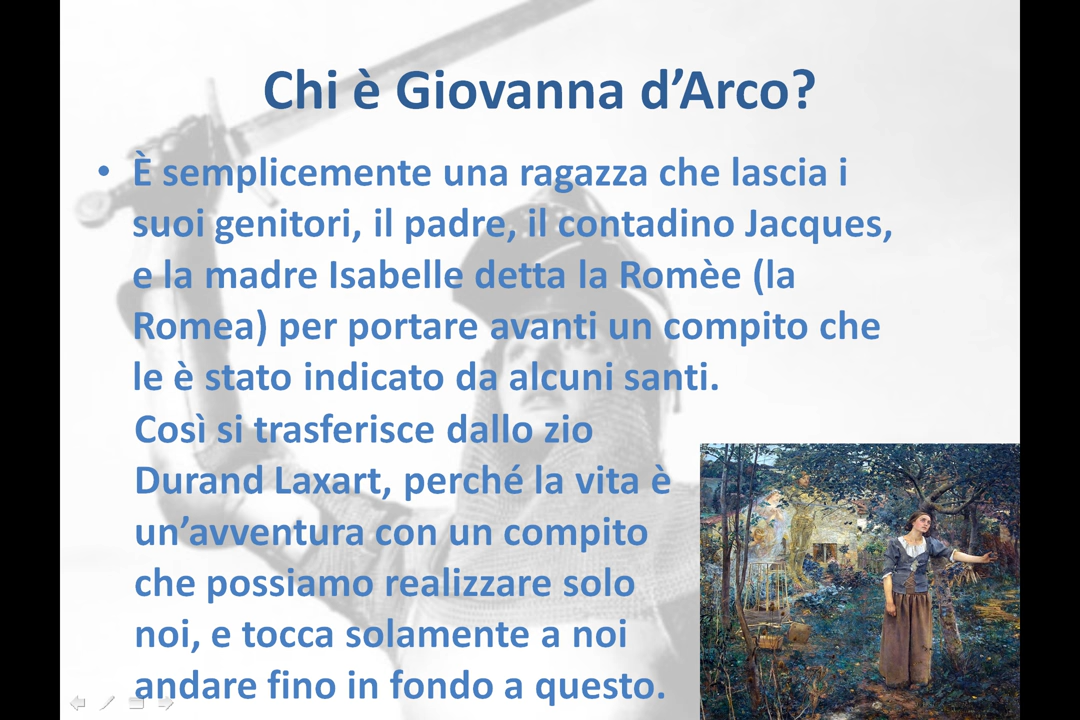 Chi è Giovanna d’Arco?
• È semplicemente una ragazza che lascia i
suoi genitori, il padre, il contadino Jacques,
e la madre Isabelle detta la Romèe (la
Romea) per portare avanti un compito che
le è stato indicato da alcuni santi.
Così si trasferisce dallo zio
Durand Laxart, perché la vita è
un’avventura con un compito
che possiamo realizzare solo
noi, e tocca solamente a noi
andare fino in fondo a questo.